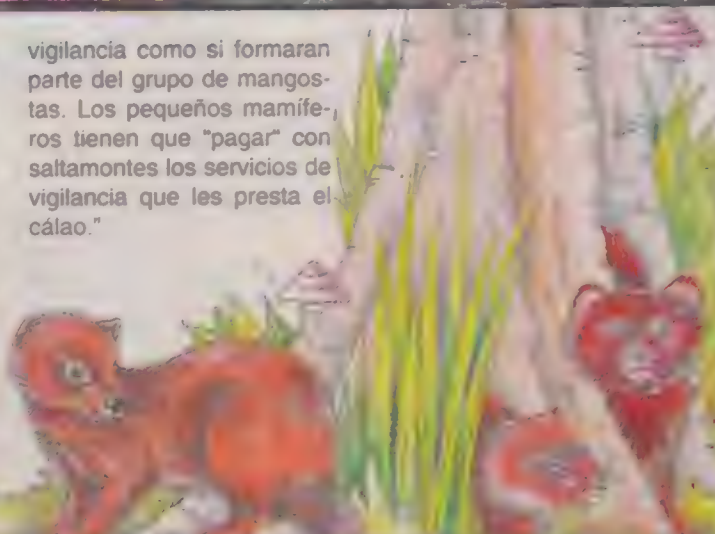 vigilancia como si formaran
parte del grupo de mangos-
tas. Los pequeños mamífe-
ros tienen que "pagar" con
saltamontes los servicios de
vigilancia que les presta el
cálao."